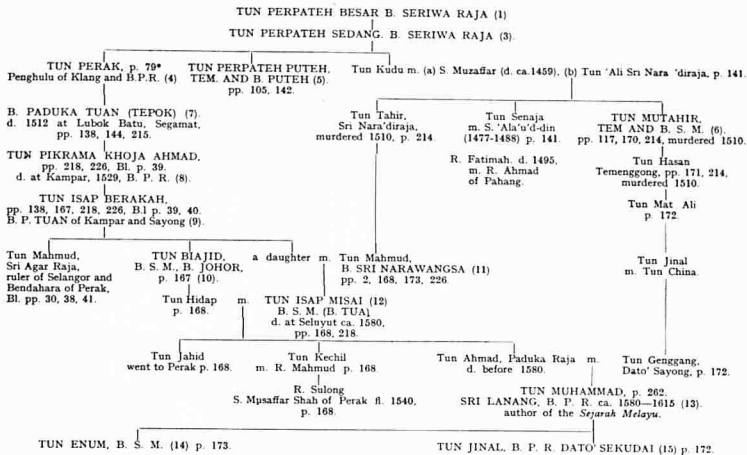 TUN PERPATEH BESAR B. SERIWA RAJA (1)
TUN PERPATEH SEDANG. B. SERIWA RAJA (3).
TUN PERAK, p. 79*
Penghulu of Klang and B.P.R. (4)
TUN PERPATEH PUTEH,
TEM. AND B. PUTEH (5).
pp. 105, 142.
Tun Kudu m. (a) S. Muzaffar (d. ca.1459), (b) Tun 'Ali Sri Nara 'diraja, p. 141.
B. PADUKA TUAN (TEPOK) (7).
d. 1512 at Lubok Batu, Segamat,
pp. 138, 144, 215.
Tun Tahir,
Sri Nara'diraja,
murdered 1510, p. 214.
Tun Senaja
m. S. 'Ala'u'd-din
(1477-1488) p. 141.
R. Fatimah. d. 1495,
m. R. Ahmad
of Pahang.
TUN MUTAHIR,
TEM AND B. S. M. (6).
pp. 117, 170, 214, murdered 1510.
Tun Hasan
Temenggong, pp. 171, 214,
murdered 1510.
Tun Mat Ali
p. 172.
TUN PIKRAMA KHOJA AHMAD,
pp. 218, 226, Bl. p. 39.
d. at Kampar, 1529, B. P. R. (8).
TUN ISAP BERAKAH,
pp. 138, 167, 218, 226, B.l p. 39, 40.
B. P. TUAN of Kampar and Sayong (9).
Tun Mahmud,
Sri Agar Raja,
ruler of Selangor and
Bendahara of Perak,
Bl. pp. 30, 38, 41.
TUN BIAJID,
B. S. M., B. JOHOR,
p. 167 (10).
a daughter m. Tun Mahmud,
B. SRI NARAWANGSA (11)
pp. 2, 168, 173, 226.
Tun Jinal
m. Tun China.
Tun Hidap m. TUN ISAP MISAI (12)
p. 168.
B. S. M. (B. TUA)
d. at Seluyut ca. 1580,
pp. 168, 218.
Tun Jahid
went to Perak p. 168.
Tun Kechil
m. R. Mahmud p. 168.
Tun Ahmad, Paduka Raja m.
d. before 1580.
Tun Genggang,
Dato' Sayong, p. 172.
R. Sulong
S. Musaffar Shah of Perak fl. 1540,
p. 168.
TUN MUHAMMAD, p. 262.
SRI LANANG, B. P. R. ca. 1580—1615 (13).
author of the Sejarah Melayu.
TUN ENUM, B. S. M. (14) p. 173.
TUN JINAL, B. P. R. DATO' SEKUDAI (15) p. 172.